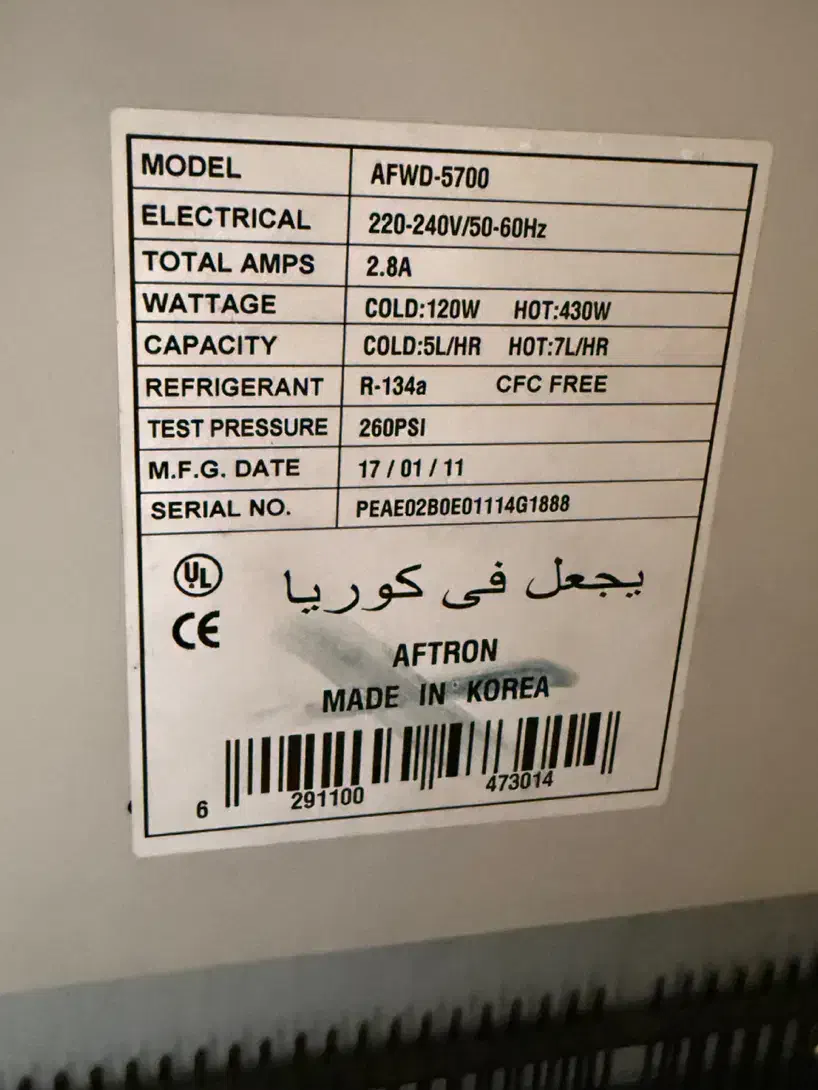 MODEL AFWD-5700
ELECTRICAL 220-240V/50-60Hz
TOTAL AMPS 2.8A
WATTAGE COLD:120W HOT:430W
CAPACITY COLD:5L/HR HOT:7L/HR
REFRIGERANT R-134a CFC FREE
TEST PRESSURE 260PSI
M.F.G. DATE 17 / 01 / 11
SERIAL NO. PEAE02B0E01114G1888
UL
CE
يجعل في كوريا
AFTRON
MADE IN KOREA
6 291100 473014